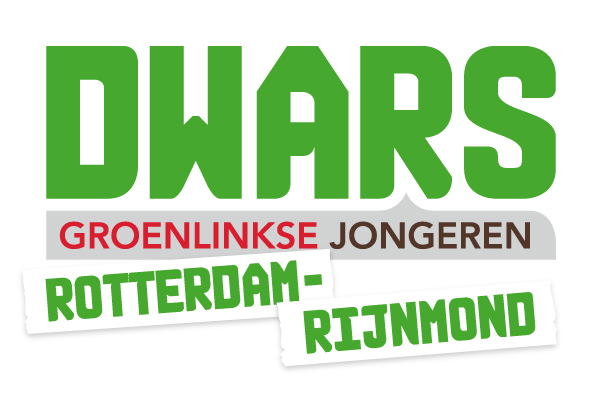 DWARS
GROENLINKSE JONGEREN
ROTTERDAM-
RIJNMOND